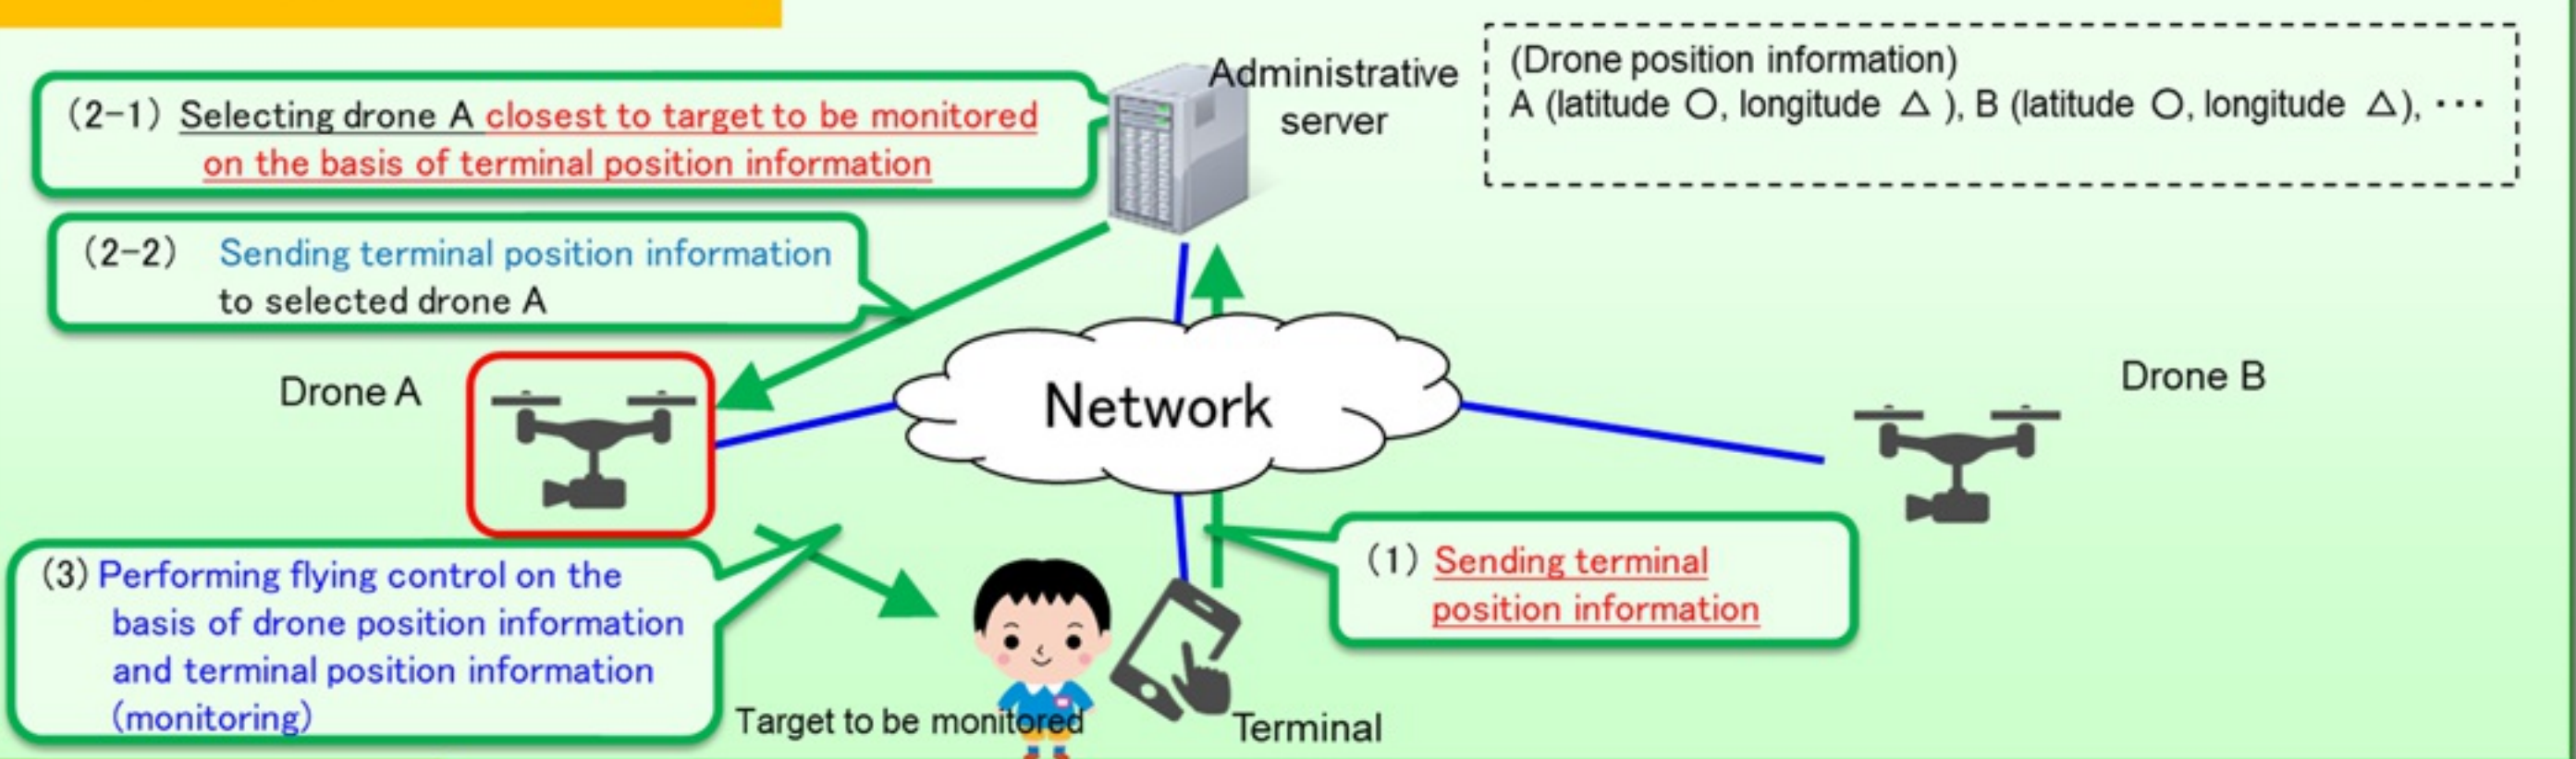 (2-1) Selecting drone A closest to target to be monitored
on the basis of terminal position information
Administrative
server
(Drone position information)
A (latitude ○, longitude △ ), B (latitude ○, longitude △), ･･･
(2-2) Sending terminal position information
to selected drone A
Drone A
Network
Drone B
(1) Sending terminal
position information
(3) Performing flying control on the
basis of drone position information
and terminal position information
(monitoring)
Target to be monitored
Terminal